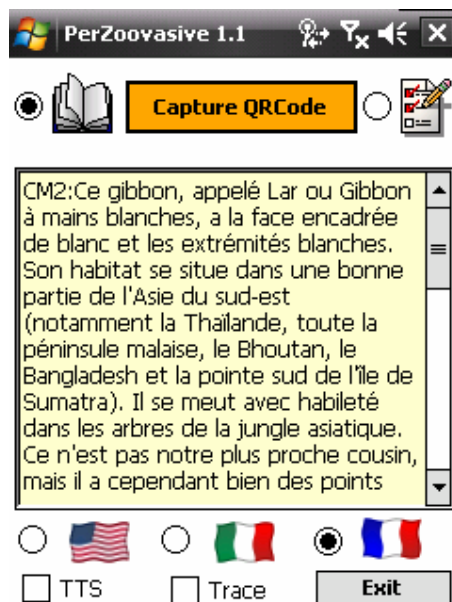 PerZoovasive 1.1
Capture QRCode
CM2:Ce gibbon, appelé Lar ou Gibbon
à mains blanches, a la face encadrée
de blanc et les extrémités blanches.
Son habitat se situe dans une bonne
partie de l'Asie du sud-est
(notamment la Thaïlande, toute la
péninsule malaise, le Bhoutan, le
Bangladesh et la pointe sud de l'île de
Sumatra). Il se meut avec habileté
dans les arbres de la jungle asiatique.
Ce n'est pas notre plus proche cousin,
mais il a cependant bien des points
TTS
Trace
Exit